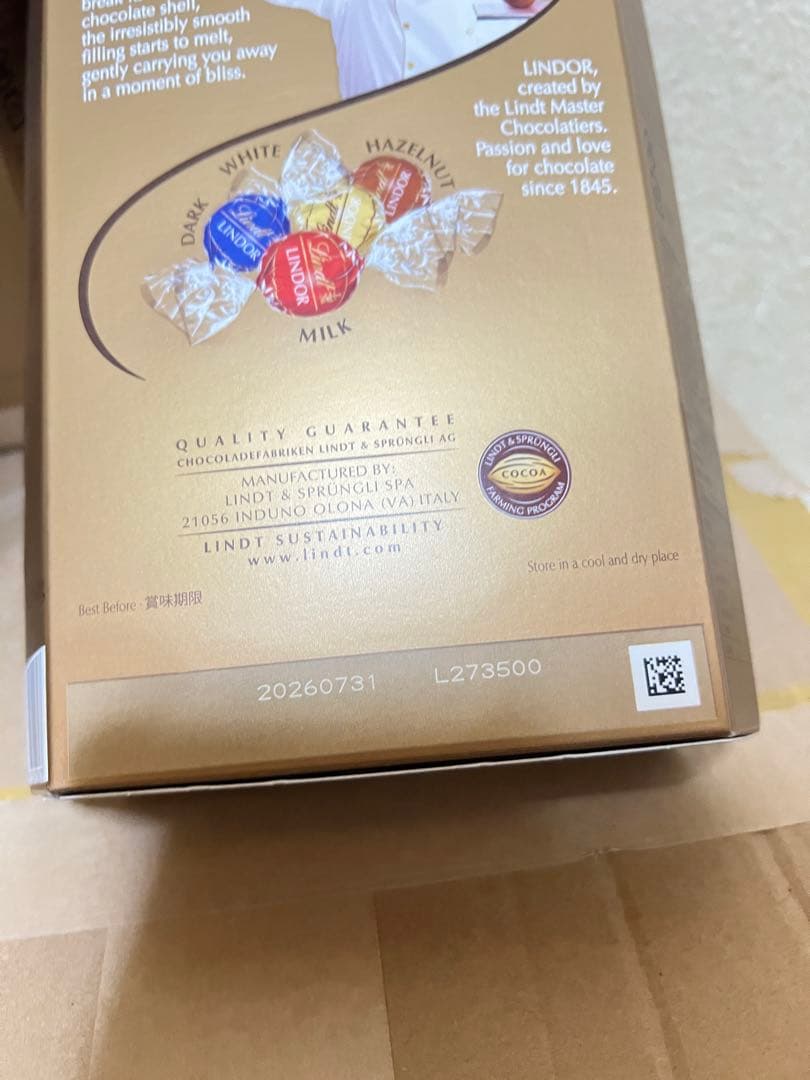 chocolate shell,
the irresistibly smooth
filling starts to melt,
gently carrying you away
in a moment of bliss.
LINDOR,
created by
the Lindt Master
Chocolatiers.
Passion and love
for chocolate
since 1845.
DARK
WHITE
HAZELNUT
Lindt
LINDOR
Lindt
LINDOR
LINDOR
Lindt
LINDOR
MILK
QUALITY GUARANTEE
CHOCOLADEFABRIKEN LINDT & SPRÜNGLI AG
MANUFACTURED BY:
LINDT & SPRÜNGLI SPA
21056 INDUNO OLONA (VA) ITALY
LINDT SUSTAINABILITY
www.lindt.com
LINDT & SPRÜNGLI
COCOA
FARMING PROGRAM
Store in a cool and dry place
Best Before · 賞味期限
20260731 L273500